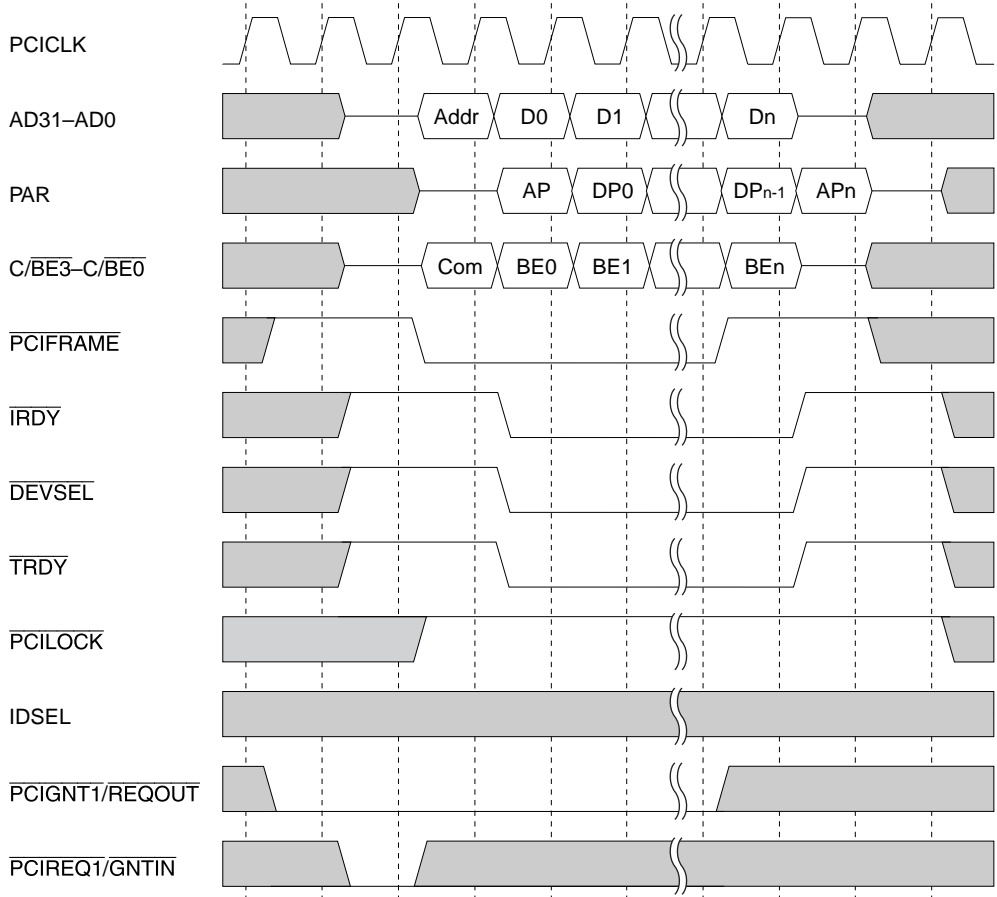 PCICLK
AD31–AD0 Addr D0 D1 Dn
PAR AP DP0 DPn-1 APn
C/BE3–C/BE0 Com BE0 BE1 BEn
PCIFRAME
IRDY
DEVSEL
TRDY
PCILOCK
IDSEL
PCIGNT1/REQOUT
PCIREQ1/GNTIN